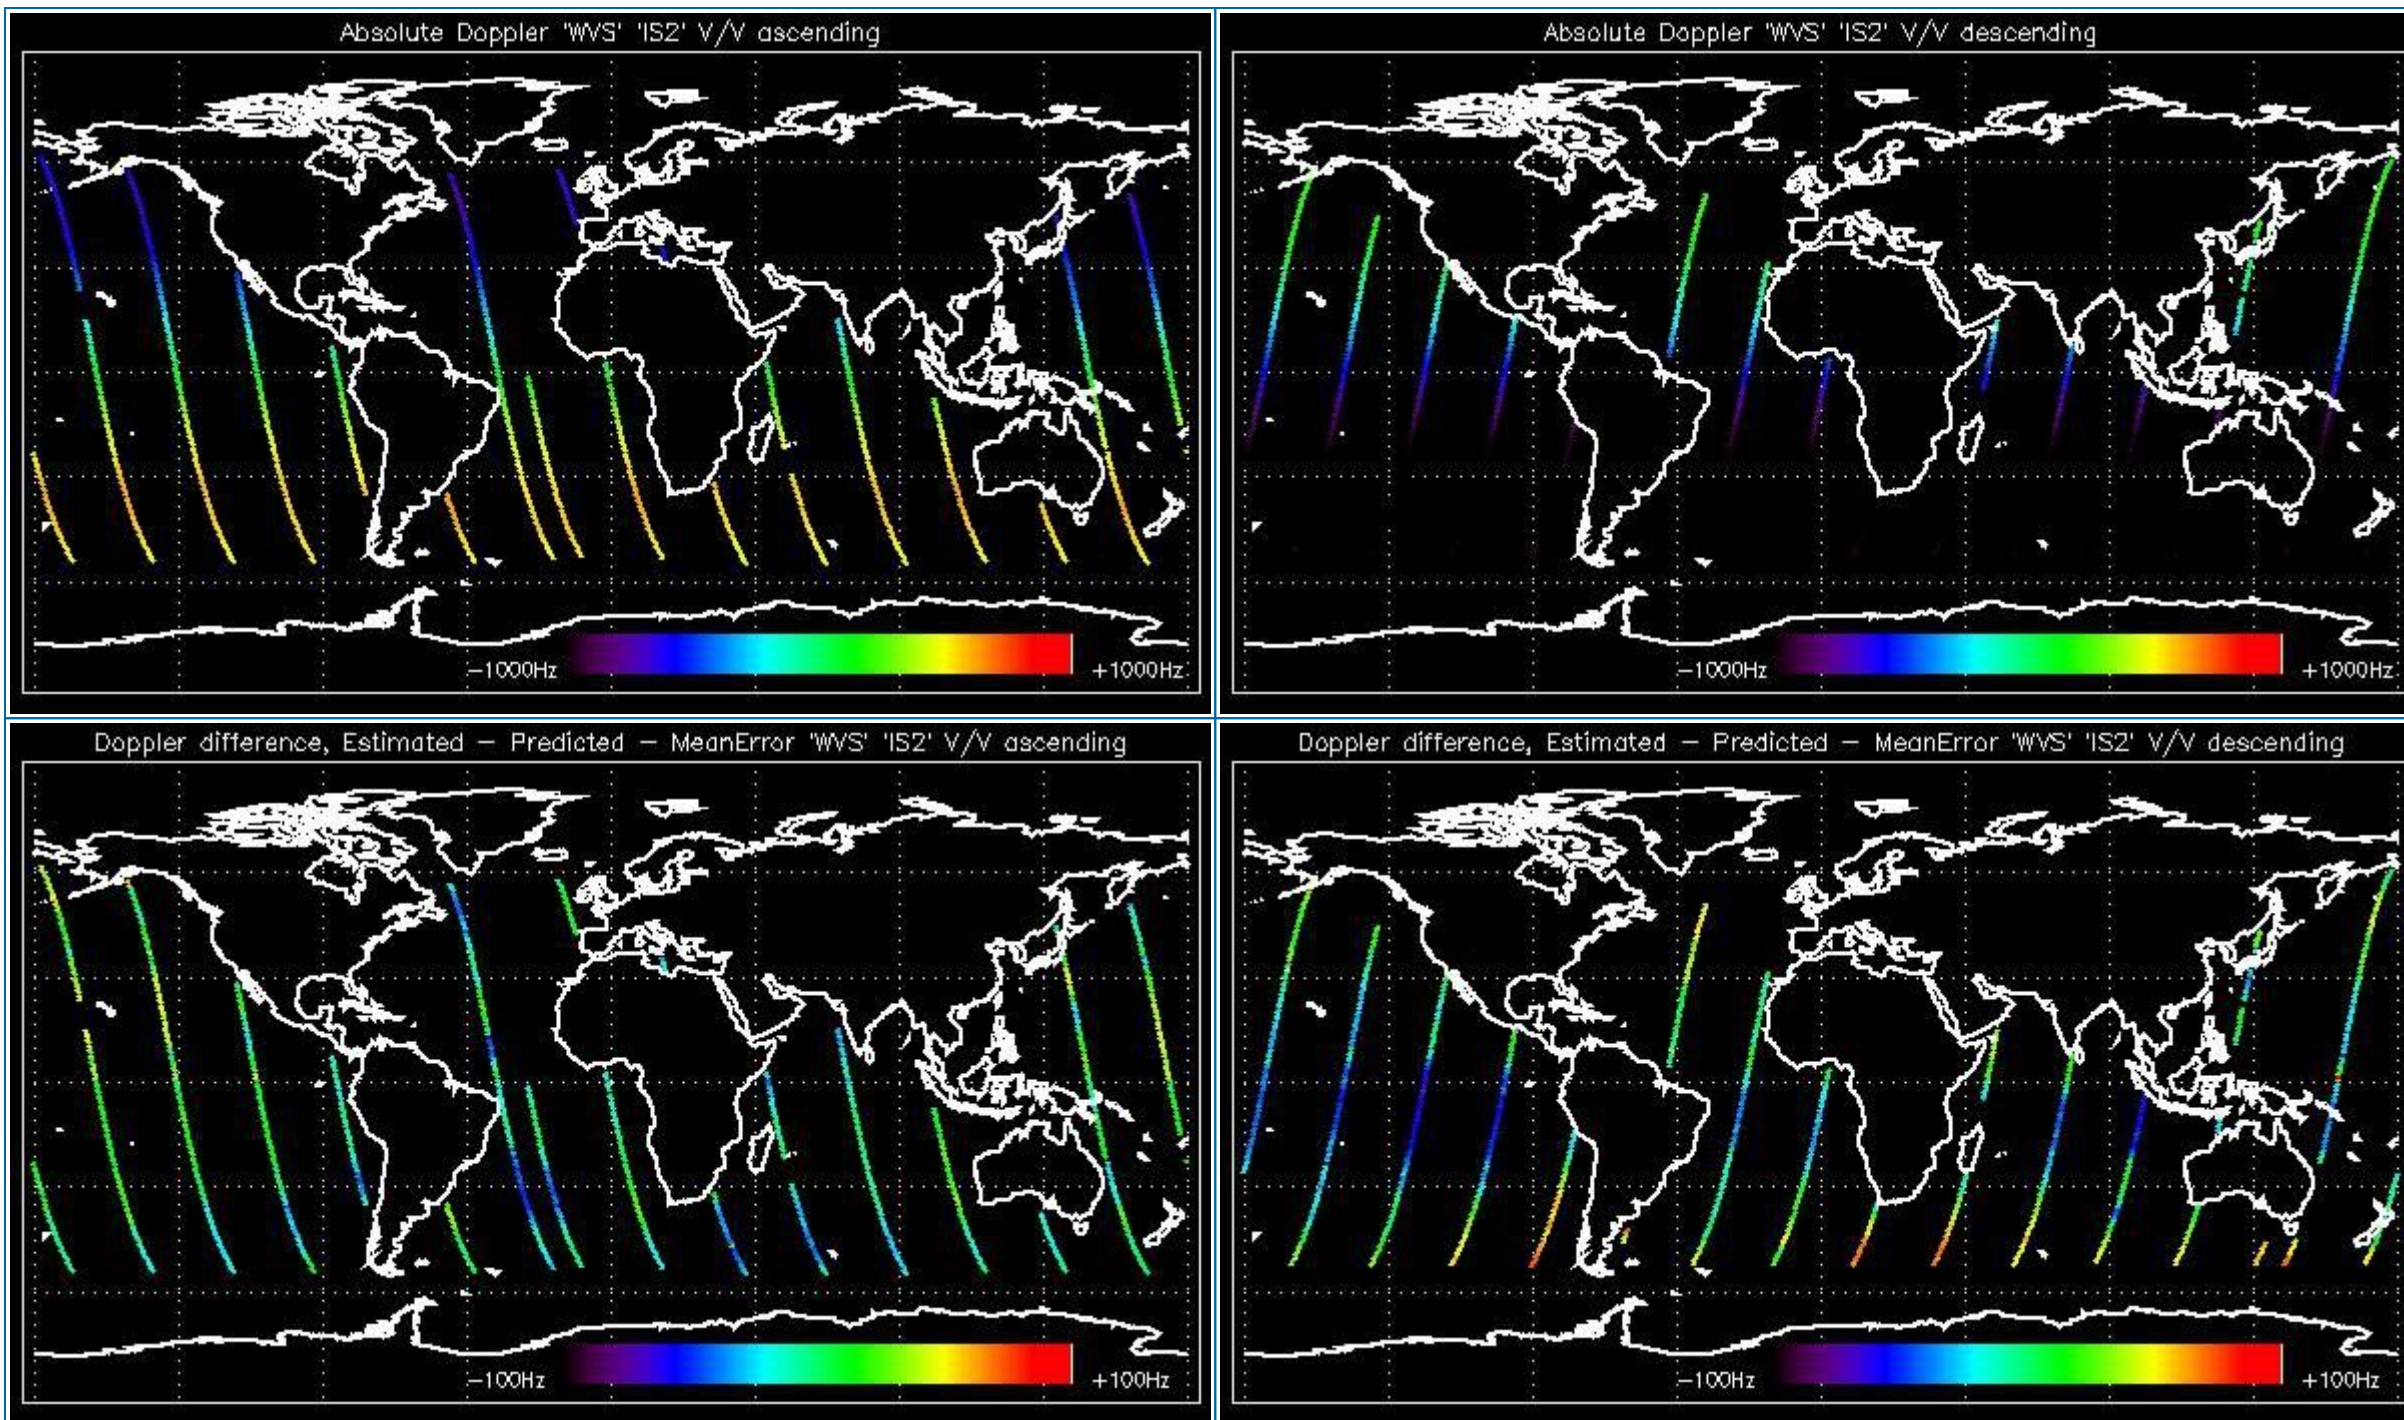 Absolute Doppler 'WVS' 'IS2' V/V ascending
−1000Hz
+1000Hz
Absolute Doppler 'WVS' 'IS2' V/V descending
−1000Hz
+1000Hz
Doppler difference, Estimated − Predicted − MeanError 'WVS' 'IS2' V/V ascending
−100Hz
+100Hz
Doppler difference, Estimated − Predicted − MeanError 'WVS' 'IS2' V/V descending
−100Hz
+100Hz